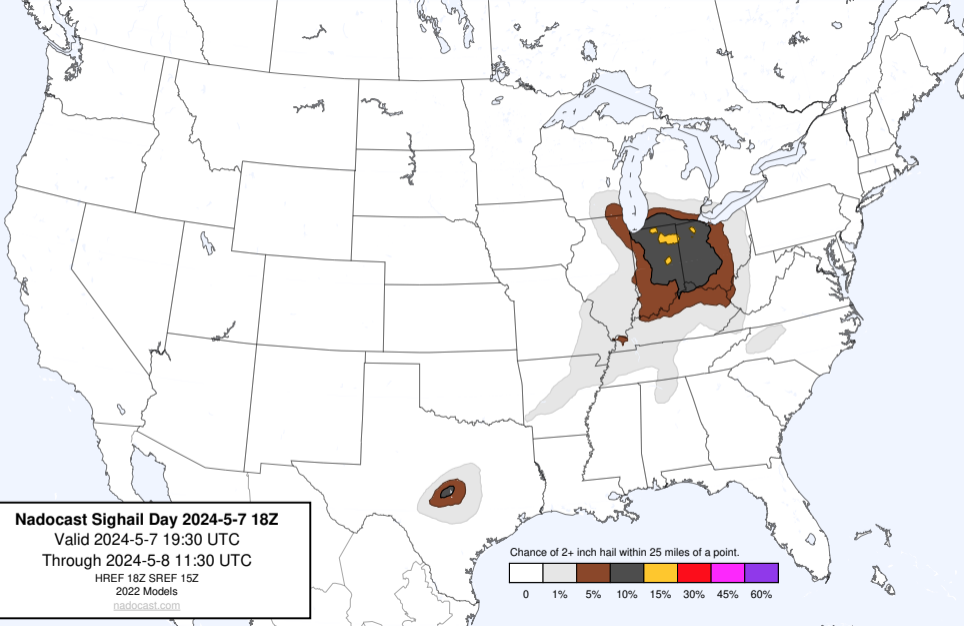 Nadocast Sighail Day 2024-5-7 18Z
Valid 2024-5-7 19:30 UTC
Through 2024-5-8 11:30 UTC
HREF 18Z SREF 15Z
2022 Models
nadocast.com
Chance of 2+ inch hail within 25 miles of a point.
0 1% 5% 10% 15% 30% 45% 60%